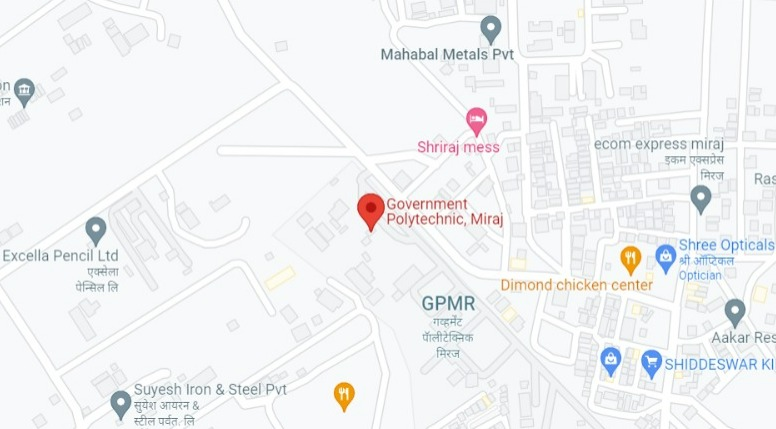 Mahabal Metals Pvt
Shriraj mess
ecom express miraj
इकम एक्सप्रेस
मिरज
Government
Polytechnic, Miraj
Excella Pencil Ltd
एक्सेला
पेन्सिल लि
Shree Opticals
श्री ऑप्टिकल
Optician
Dimond chicken center
GPMR
गव्हर्मेंट
पॅालीटेक्निक
मिरज
Aakar Res
SHIDDESWAR KI
Suyesh Iron & Steel Pvt
सुयेश आयरन &
स्टील पर्वत. लि